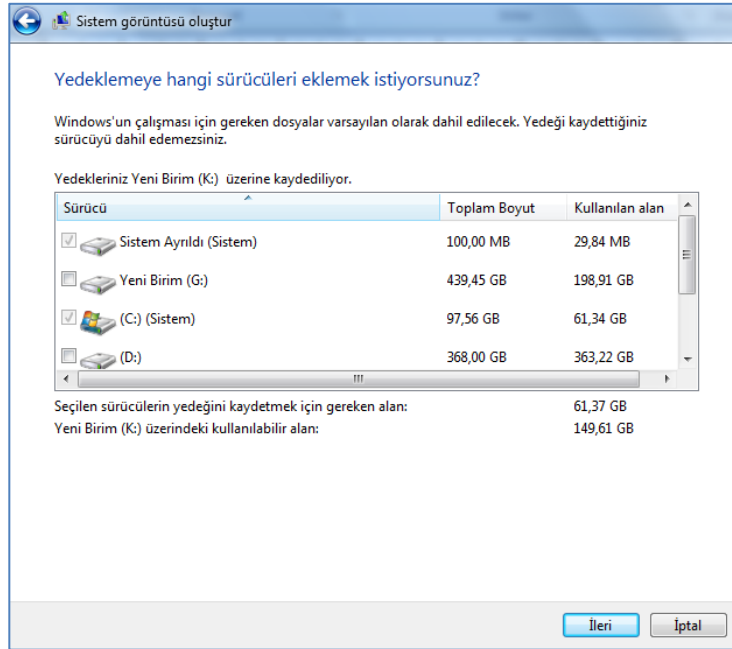 Sistem görüntüsü oluştur
Yedeklemeye hangi sürücüleri eklemek istiyorsunuz?
Windows'un çalışması için gereken dosyalar varsayılan olarak dahil edilecek. Yedeği kaydettiğiniz
sürücüyü dahil edemezsiniz.
Yedekleriniz Yeni Birim (K:) üzerine kaydediliyor.
Sürücü Toplam Boyut Kullanılan alan
Sistem Ayrıldı (Sistem) 100,00 MB 29,84 MB
Yeni Birim (G:) 439,45 GB 198,91 GB
(C:) (Sistem) 97,56 GB 61,34 GB
(D:) 368,00 GB 363,22 GB
Seçilen sürücülerin yedeğini kaydetmek için gereken alan: 61,37 GB
Yeni Birim (K:) üzerindeki kullanılabilir alan: 149,61 GB
İleri İptal